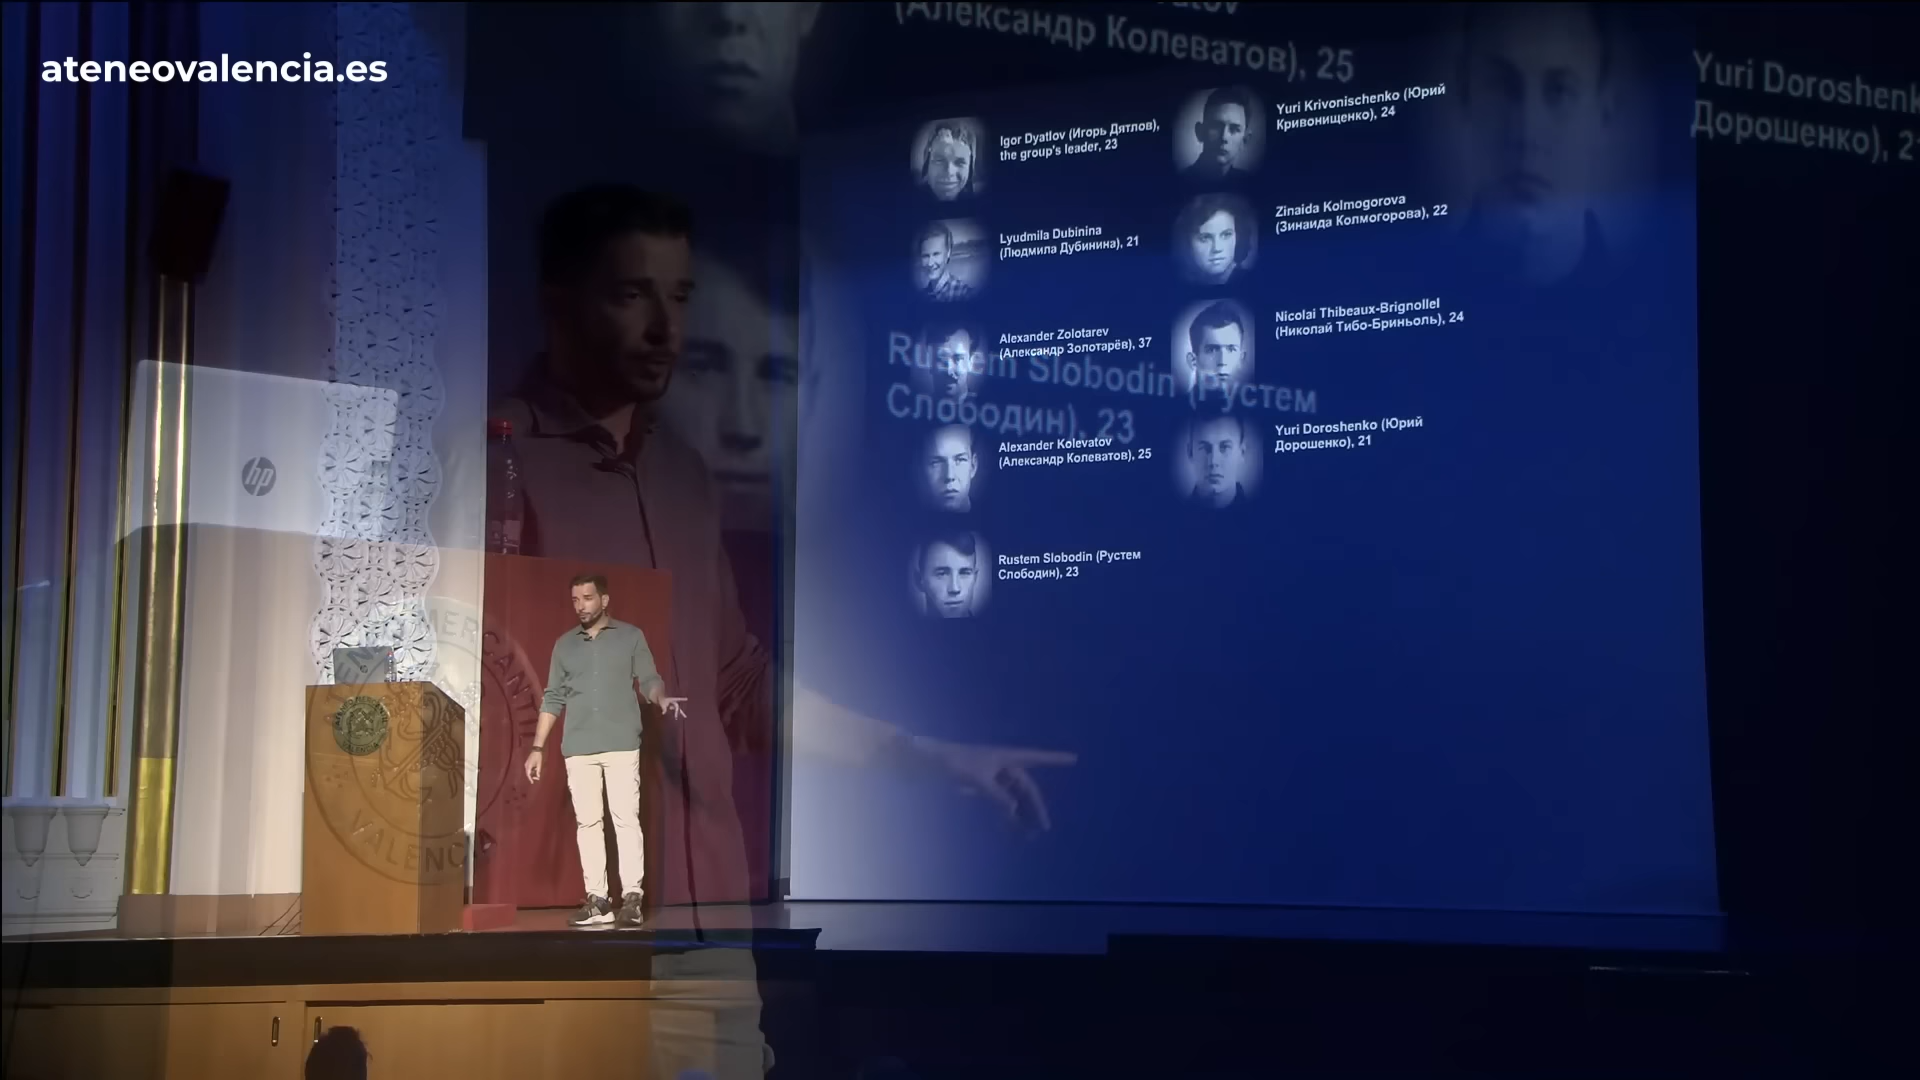 ateneovalencia.es
(Александр Колеватов), 25
Yuri Doroshenk
Дорошенко), 2
Igor Dyatlov (Игорь Дятлов),
the group's leader, 23
Yuri Krivonischenko (Юрий
Кривонищенко), 24
Lyudmila Dubinina
(Людмила Дубинина), 21
Zinaida Kolmogorova
(Зинаида Колмогорова), 22
Alexander Zolotarev
(Александр Золотарёв), 37
Nicolai Thibeaux-Brignollel
(Николай Тибо-Бриньоль), 24
Rustem Slobodin (Рустем
Слободин), 23
Alexander Kolevatov
(Александр Колеватов), 25
Yuri Doroshenko (Юрий
Дорошенко), 21
Rustem Slobodin (Рустем
Слободин), 23
hp
VALENCIA